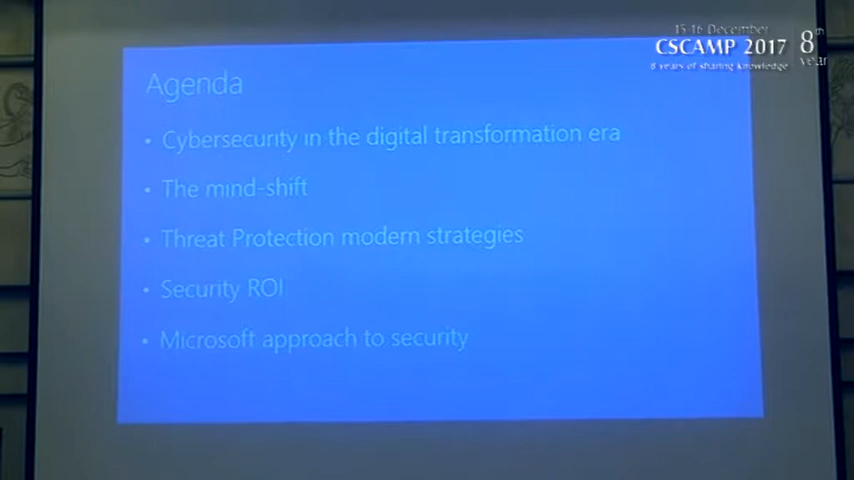 15-16 December
CSCAMP 2017 8th
8 years of sharing knowledge year
Agenda
• Cybersecurity in the digital transformation era
• The mind-shift
• Threat Protection modern strategies
• Security ROI
• Microsoft approach to security